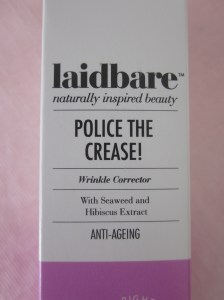 laidbare™
naturally inspired beauty
POLICE THE
CREASE!
Wrinkle Corrector
With Seaweed and
Hibiscus Extract
ANTI-AGEING